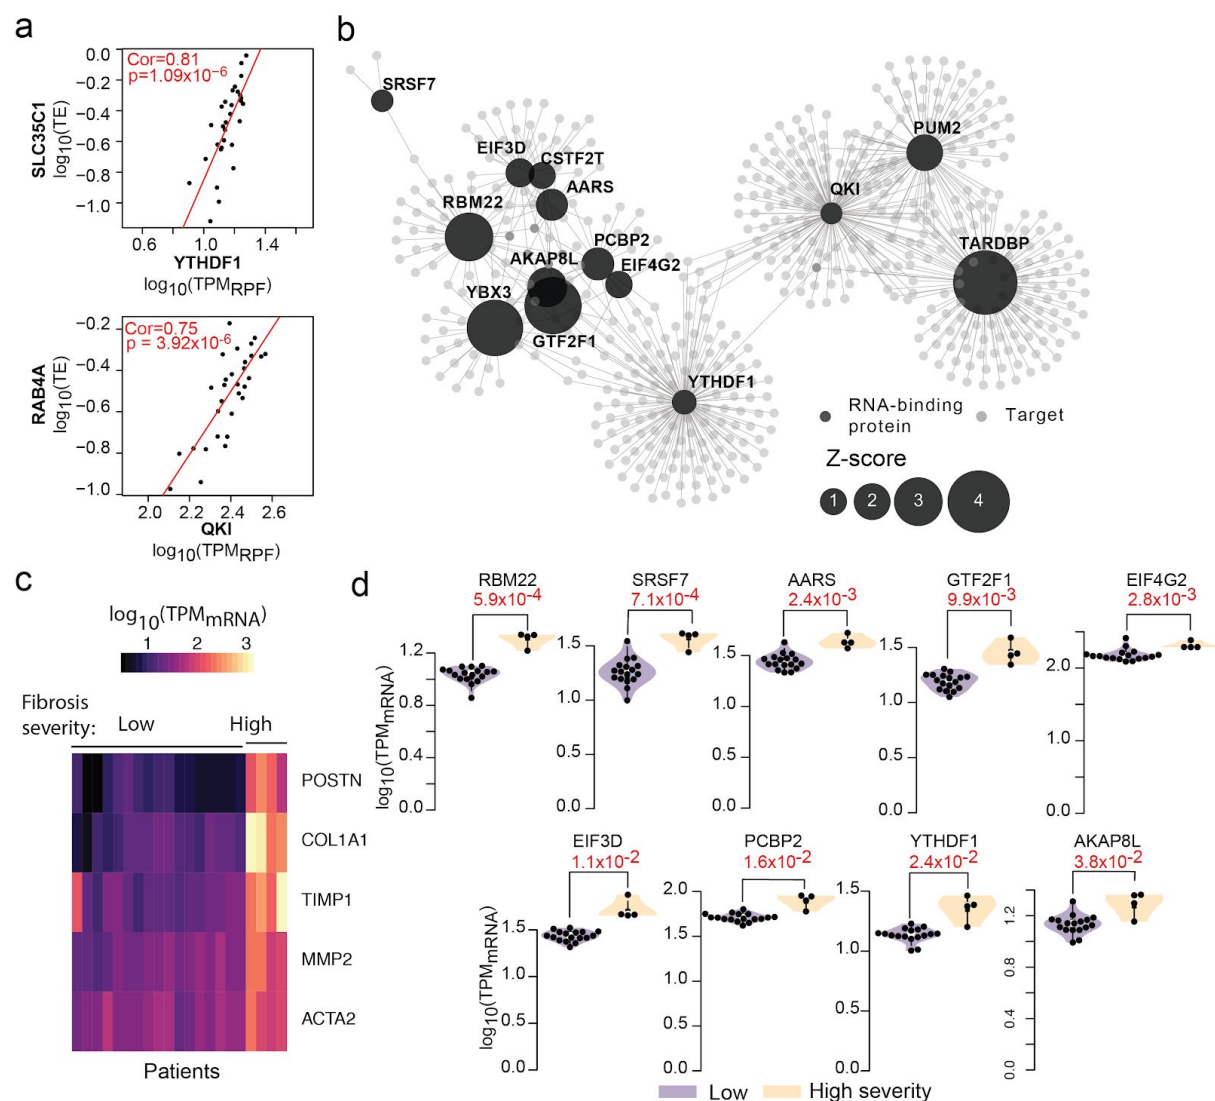 a
0.0
−0.2
−0.4
−0.6
−0.8
−1.0
SLC35C1
log10(TE)
Cor=0.81
p=1.09x10−6
0.6 1.0 1.4
YTHDF1
log10(TPMRPF)
−0.2
−0.4
−0.6
−0.8
−1.0
RAB4A
log10(TE)
Cor=0.75
p = 3.92x10−6
2.0 2.2 2.4 2.6
QKI
log10(TPMRPF)
b
SRSF7
EIF3D
CSTF2T
AARS
RBM22
PCBP2
AKAP8L
EIF4G2
YBX3
GTF2F1
YTHDF1
PUM2
QKI
TARDBP
RNA-binding
protein
Target
Z-score
1 2 3 4
c
log10(TPMmRNA)
1 2 3
Fibrosis
severity:
Low High
POSTN
COL1A1
TIMP1
MMP2
ACTA2
Patients
d
log10(TPMmRNA)
RBM22
5.9x10-4
1.2
0.8
0.4
0.0
SRSF7
7.1x10-4
1.5
1.0
0.5
0.0
AARS
2.4x10-3
1.5
1.0
0.5
0.0
GTF2F1
9.9x10-3
1.5
1.0
0.5
0.0
EIF4G2
2.8x10-3
2.0
1.0
0.0
log10(TPMmRNA)
EIF3D
1.1x10-2
1.5
1.0
0.5
0.0
PCBP2
1.6x10-2
2.0
1.5
1.0
0.0
YTHDF1
2.4x10-2
1.5
1.0
0.5
0.0
AKAP8L
3.8x10-2
1.2
0.8
0.4
0.0
Low High severity